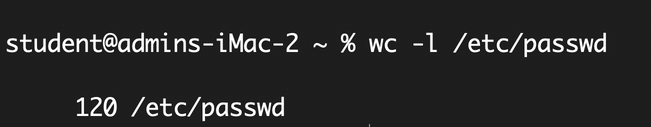 student@admins-iMac-2 ~ % wc -l /etc/passwd
120 /etc/passwd